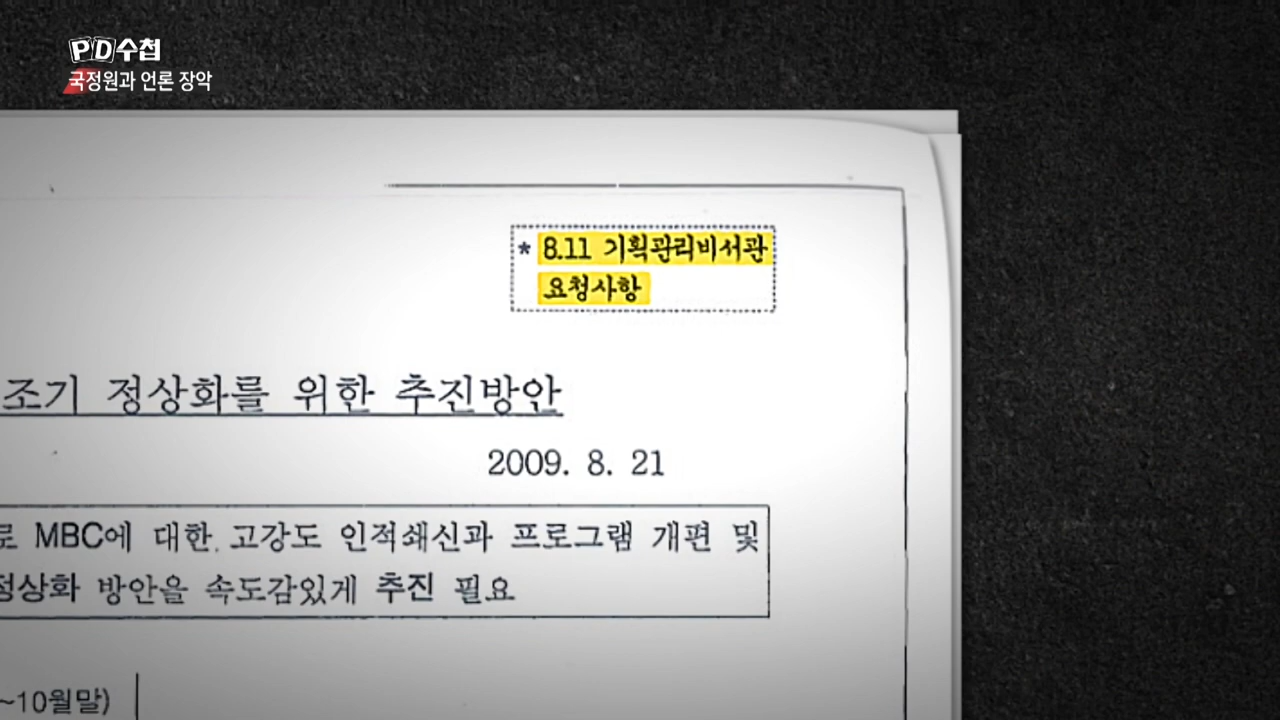 PD수첩
국정원과 언론 장악
* 8.11 기획관리비서관
요청사항
조기 정상화를 위한 추진방안
2009. 8. 21
로 MBC에 대한 고강도 인적쇄신과 프로그램 개편 및
정상화 방안을 속도감있게 추진 필요
~10월말)